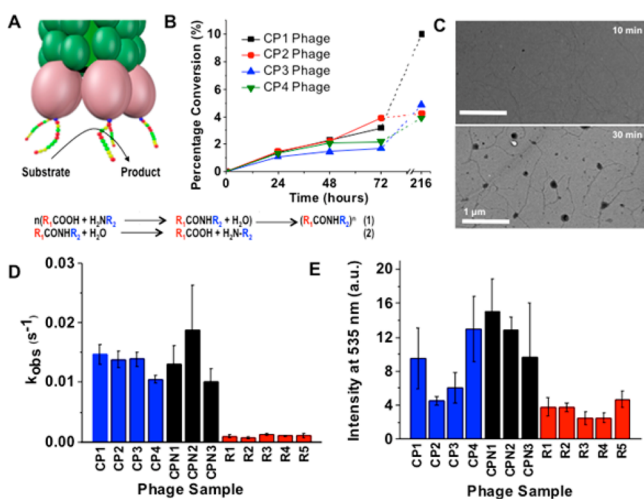 A
Substrate
Product
B
Percentage Conversion (%)
10
8
6
4
2
0
CP1 Phage
CP2 Phage
CP3 Phage
CP4 Phage
0 24 48 72 216
Time (hours)
C
10 min
30 min
1 µm
n(R₁COOH + H₂NR₂ → R₁CONHR₂ + H₂O) → (R₁CONHR₂)ⁿ (1)
R₁CONHR₂ + H₂O → R₁COOH + H₂N-R₂ (2)
D
kobs (s⁻¹)
0.03
0.02
0.01
0.00
CP1 CP2 CP3 CP4 CPN1 CPN2 CPN3 R1 R2 R3 R4 R5
Phage Sample
E
Intensity at 535 nm (a.u.)
20
15
10
5
0
CP1 CP2 CP3 CP4 CPN1 CPN2 CPN3 R1 R2 R3 R4 R5
Phage Sample